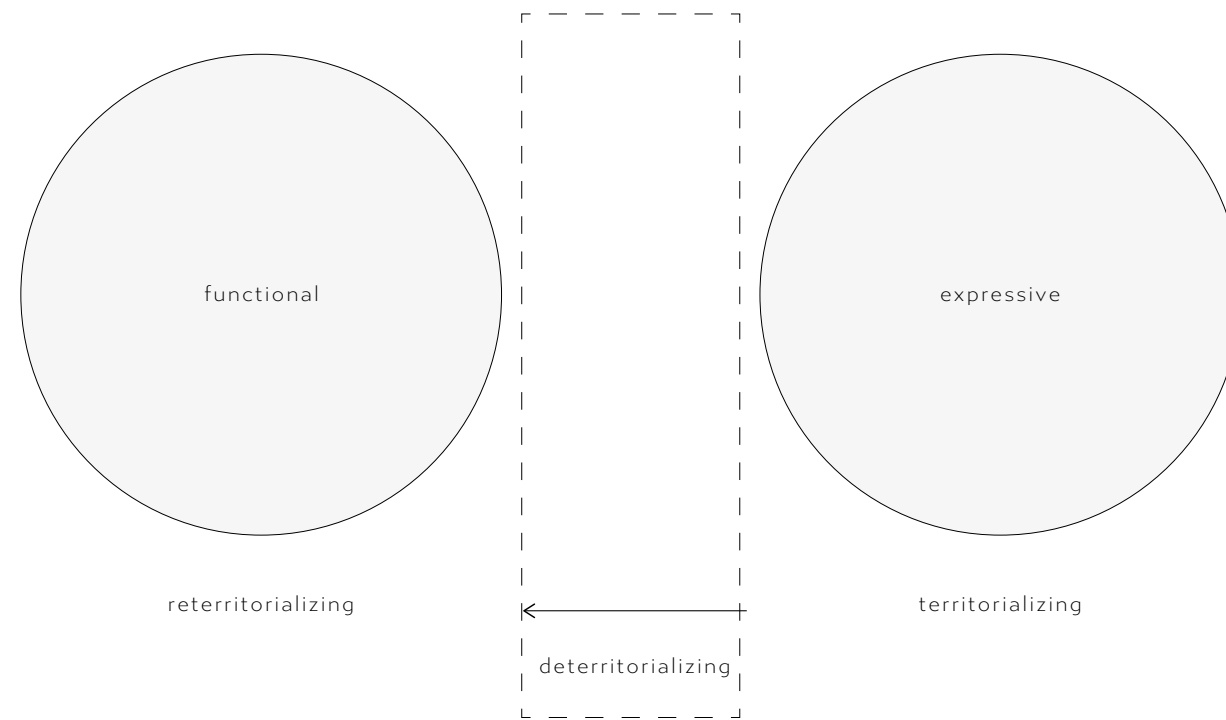 functional
expressive
reterritorializing
territorializing
deterritorializing